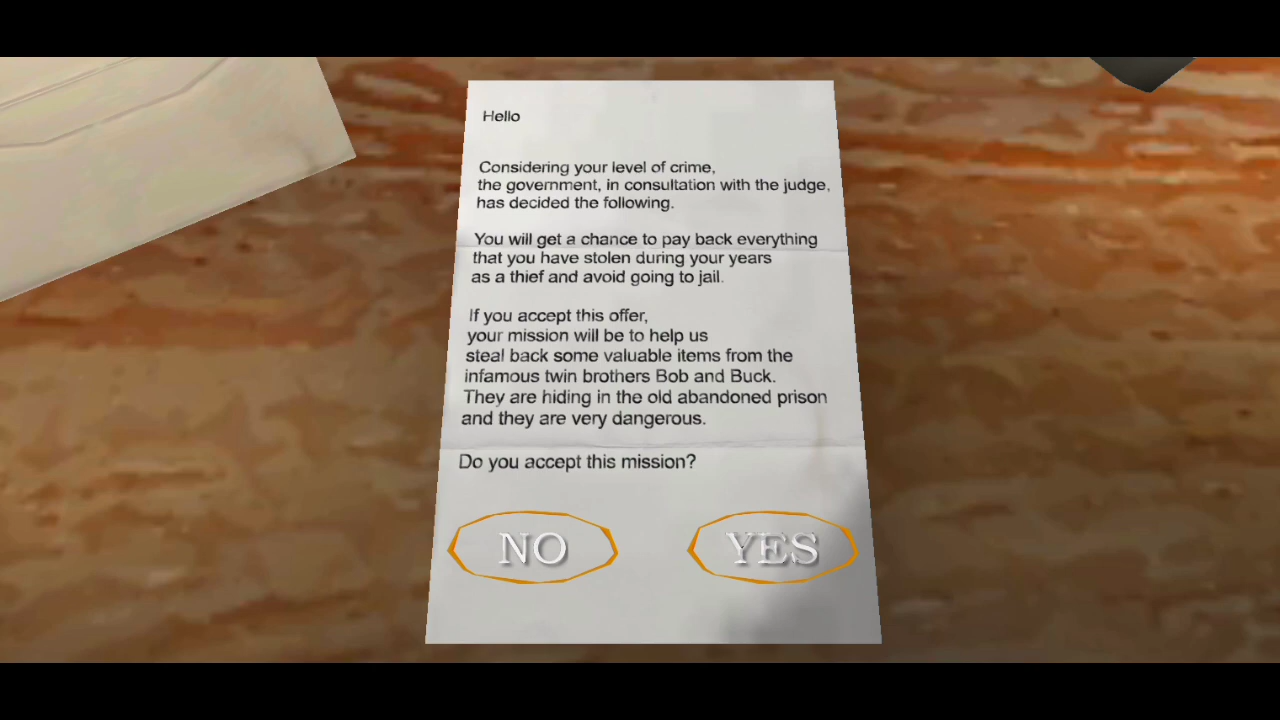 Hello
Considering your level of crime,
the government, in consultation with the judge,
has decided the following.
You will get a chance to pay back everything
that you have stolen during your years
as a thief and avoid going to jail.
If you accept this offer,
your mission will be to help us
steal back some valuable items from the
infamous twin brothers Bob and Buck.
They are hiding in the old abandoned prison
and they are very dangerous.
Do you accept this mission?
NO YES